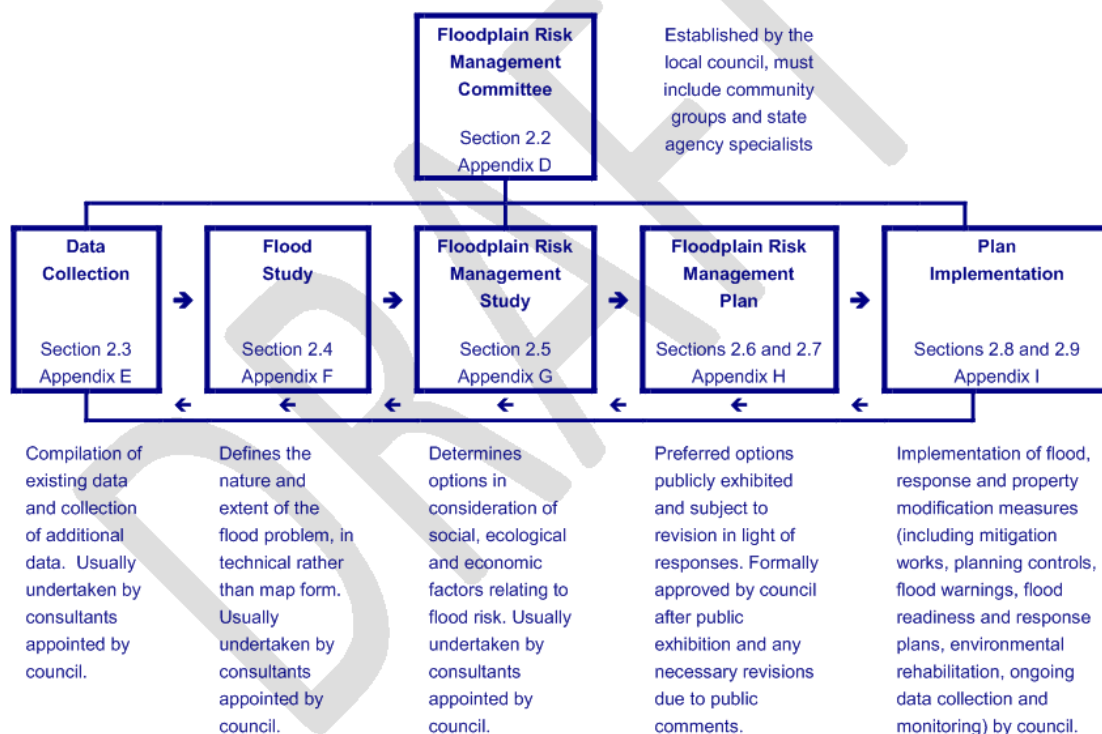 Floodplain Risk
Management
Committee
Section 2.2
Appendix D
Established by the
local council, must
include community
groups and state
agency specialists
Data
Collection
Section 2.3
Appendix E
Flood
Study
Section 2.4
Appendix F
Floodplain Risk
Management
Study
Section 2.5
Appendix G
Floodplain Risk
Management
Plan
Sections 2.6 and 2.7
Appendix H
Plan
Implementation
Sections 2.8 and 2.9
Appendix I
Compilation of
existing data
and collection
of additional
data. Usually
undertaken by
consultants
appointed by
council.
Defines the
nature and
extent of the
flood problem, in
technical rather
than map form.
Usually
undertaken by
consultants
appointed by
council.
Determines
options in
consideration of
social, ecological
and economic
factors relating to
flood risk. Usually
undertaken by
consultants
appointed by
council.
Preferred options
publicly exhibited
and subject to
revision in light of
responses. Formally
approved by council
after public
exhibition and any
necessary revisions
due to public
comments.
Implementation of flood,
response and property
modification measures
(including mitigation
works, planning controls,
flood warnings, flood
readiness and response
plans, environmental
rehabilitation, ongoing
data collection and
monitoring) by council.
DRAFT